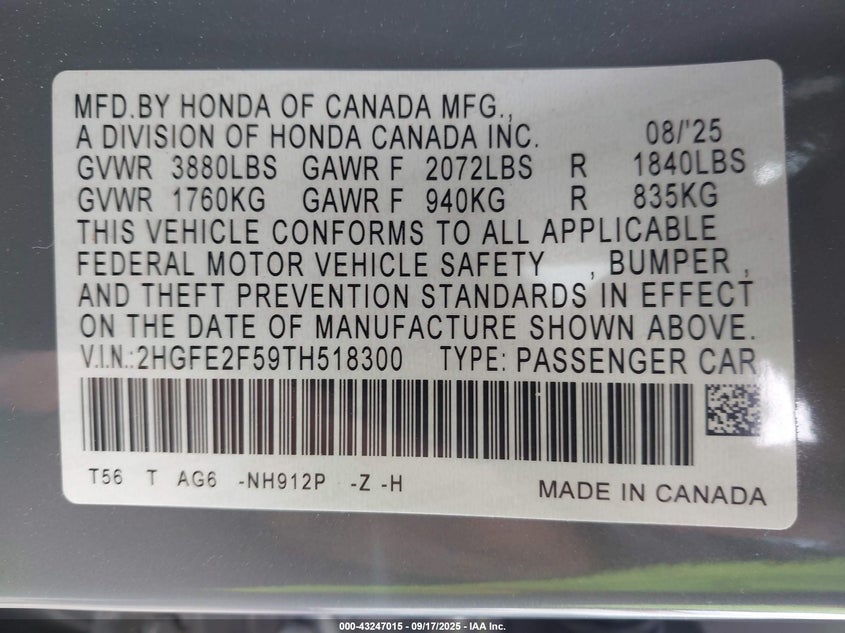 MFD.BY HONDA OF CANADA MFG.,
A DIVISION OF HONDA CANADA INC. 08/'25
GVWR 3880LBS GAWR F 2072LBS R 1840LBS
GVWR 1760KG GAWR F 940KG R 835KG
THIS VEHICLE CONFORMS TO ALL APPLICABLE
FEDERAL MOTOR VEHICLE SAFETY , BUMPER ,
AND THEFT PREVENTION STANDARDS IN EFFECT
ON THE DATE OF MANUFACTURE SHOWN ABOVE.
V.I.N.:2HGFE2F59TH518300 TYPE: PASSENGER CAR
T56 T AG6 -NH912P -Z -H MADE IN CANADA
000-43247015 - 09/17/2025 - IAA Inc.